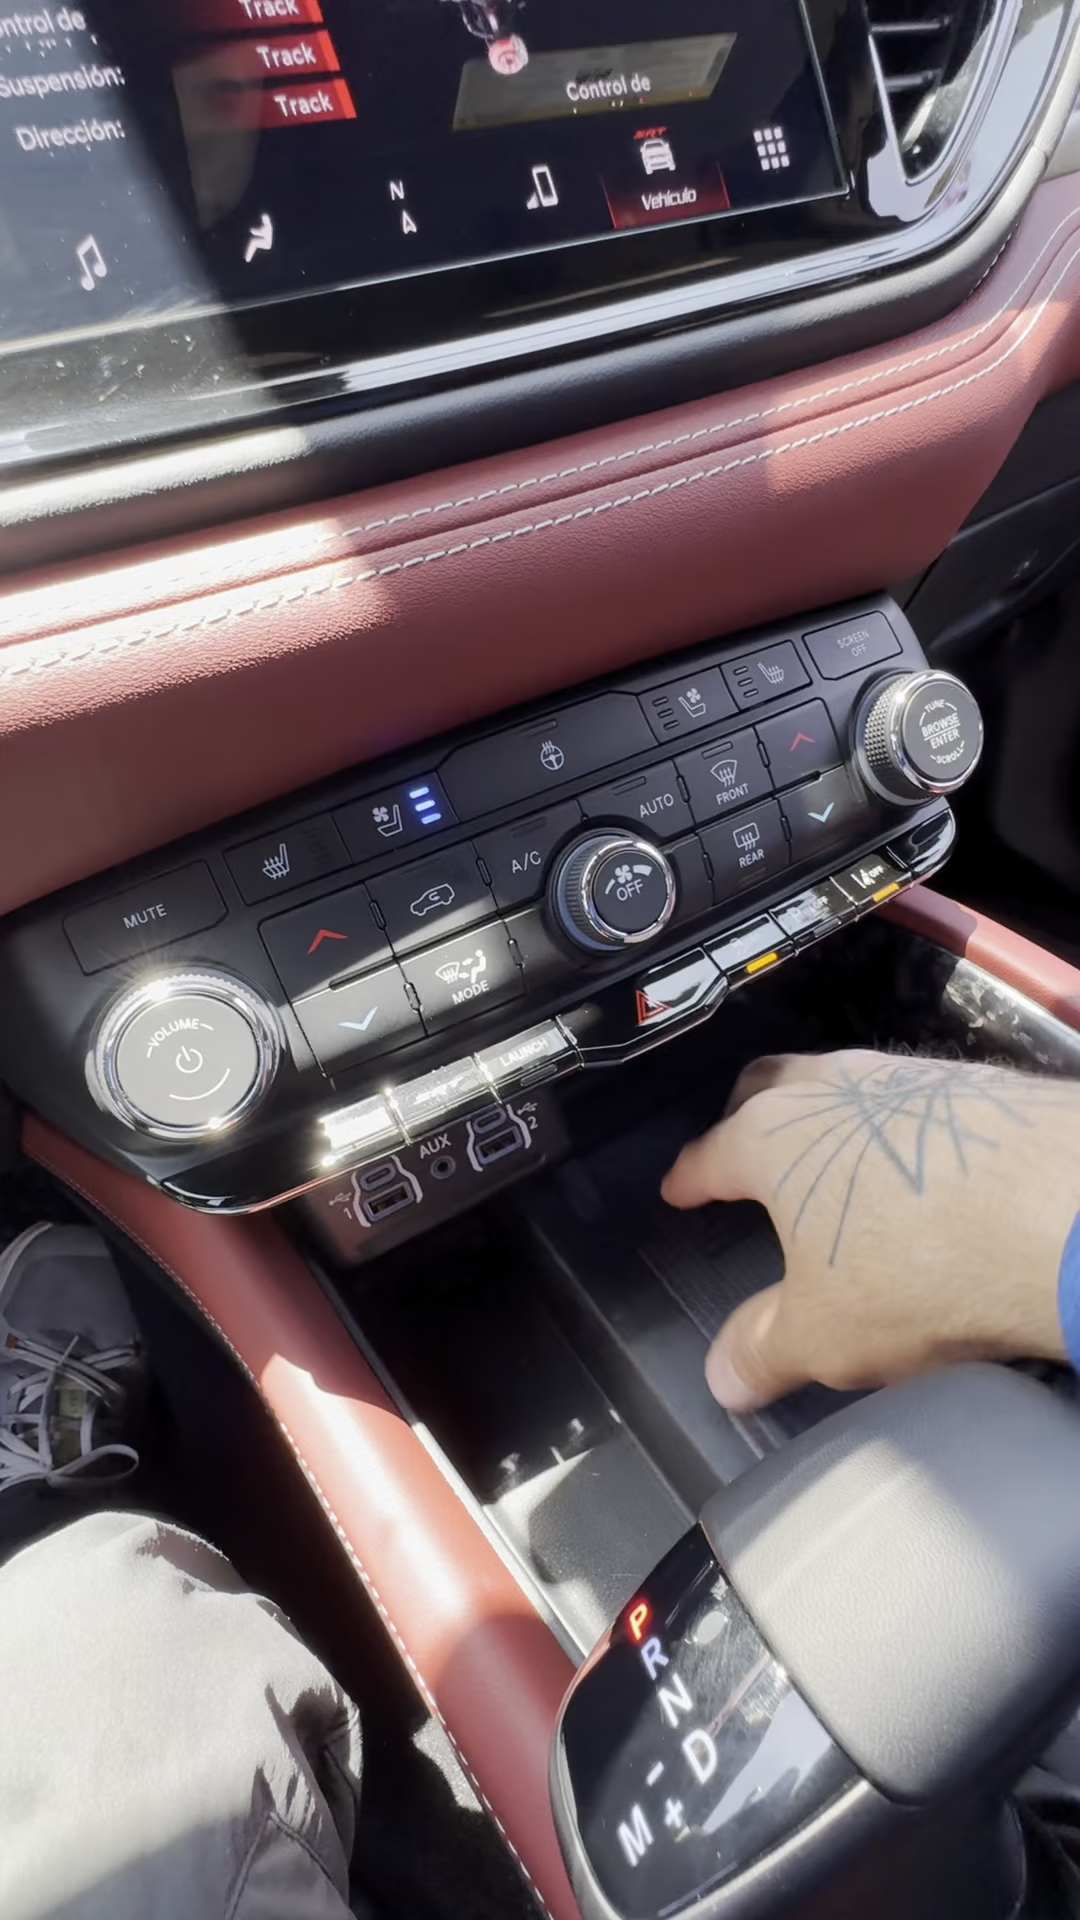 ntrol de
Track
Suspensión:
Track
Dirección:
Track
Control de
N
SRT
Vehículo
SCREEN
OFF
TUNE
BROWSE
ENTER
SCROLL
MUTE
A/C
AUTO
FRONT
REAR
OFF
MODE
VOLUME
LAUNCH
OFF
AUX
1
2
P
R
N
D
M
-
+